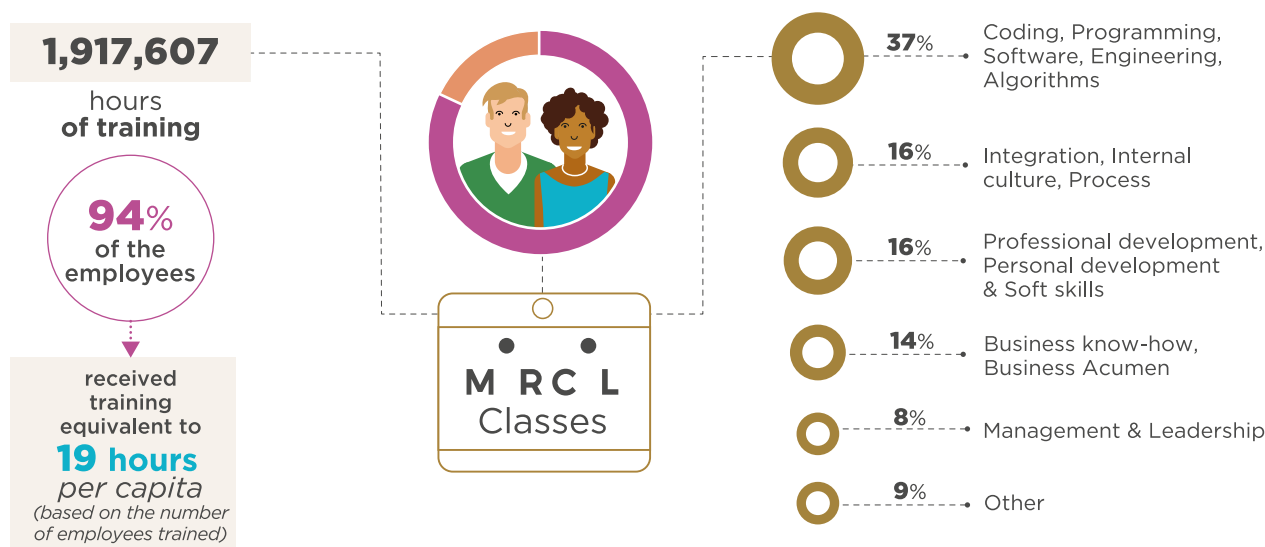 1,917,607
hours
of training
94%
of the
employees
received
training
equivalent to
19 hours
per capita
(based on the number
of employees trained)
M RC L
Classes
37%
Coding, Programming,
Software, Engineering,
Algorithms
16%
Integration, Internal
culture, Process
16%
Professional development,
Personal development
& Soft skills
14%
Business know-how,
Business Acumen
8%
Management & Leadership
9%
Other